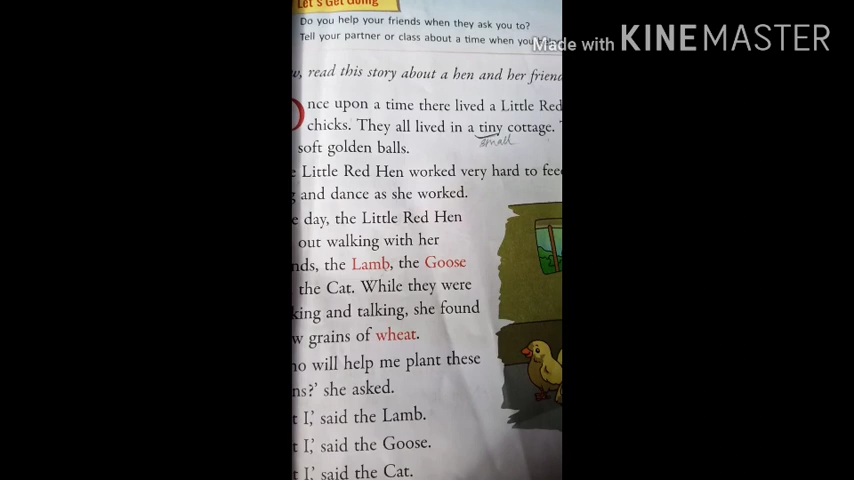 Let's Get Going
Do you help your friends when they ask you to?
Tell your partner or class about a time when you
Made with KINEMASTER
read this story about a hen and her
nce upon a time there lived a Little Red
chicks. They all lived in a tiny cottage.
small
soft golden balls.
Little Red Hen worked very hard to
and dance as she worked.
day, the Little Red Hen
out walking with her
the Lamb, the Goose
the Cat. While they were
king and talking, she found
grains of wheat.
will help me plant these
she asked.
I,' said the Lamb.
I,' said the Goose.
I,' said the Cat.